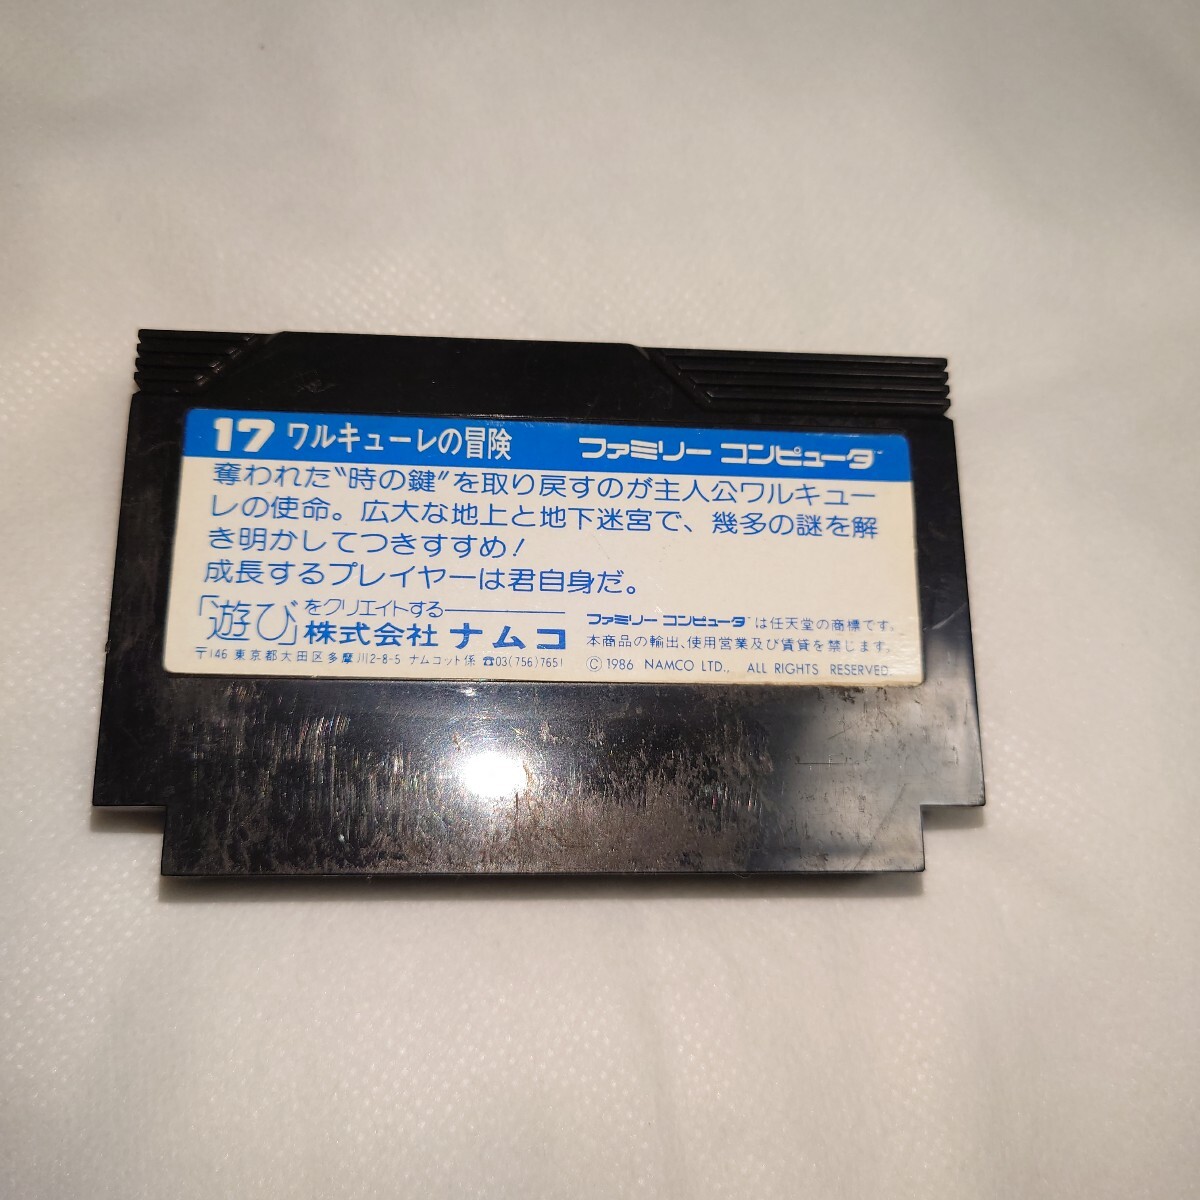 17 ワルキューレの冒険 ファミリー コンピュータ™
奪われた“時の鍵”を取り戻すのが主人公ワルキュー
レの使命。広大な地上と地下迷宮で、幾多の謎を解
き明かしてつきすすめ!
成長するプレイヤーは君自身だ。
「遊び」をクリエイトする
株式会社 ナムコ
〒146 東京都大田区多摩川2-8-5 ナムコット係 ☎03(756)7651
ファミリー コンピュータ™は任天堂の商標です。
本商品の輸出、使用営業及び賃貸を禁じます。
© 1986 NAMCO LTD., ALL RIGHTS RESERVED.